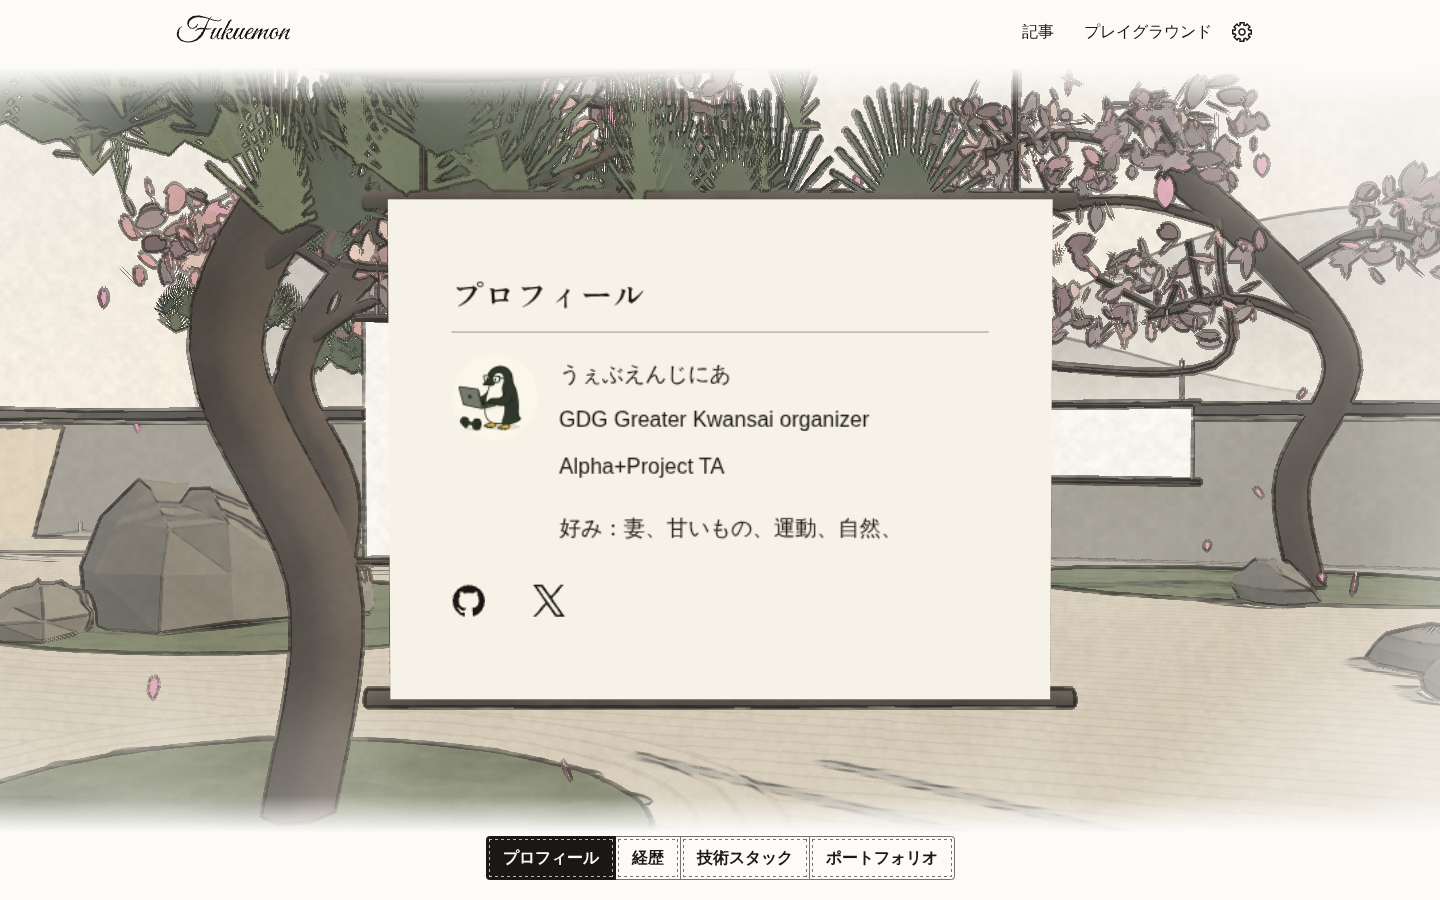 Fukuemon
記事
プレイグラウンド
プロフィール
うぇぶえんじにあ
GDG Greater Kwansai organizer
Alpha+Project TA
好み：妻、甘いもの、運動、自然、
プロフィール
経歴
技術スタック
ポートフォリオ